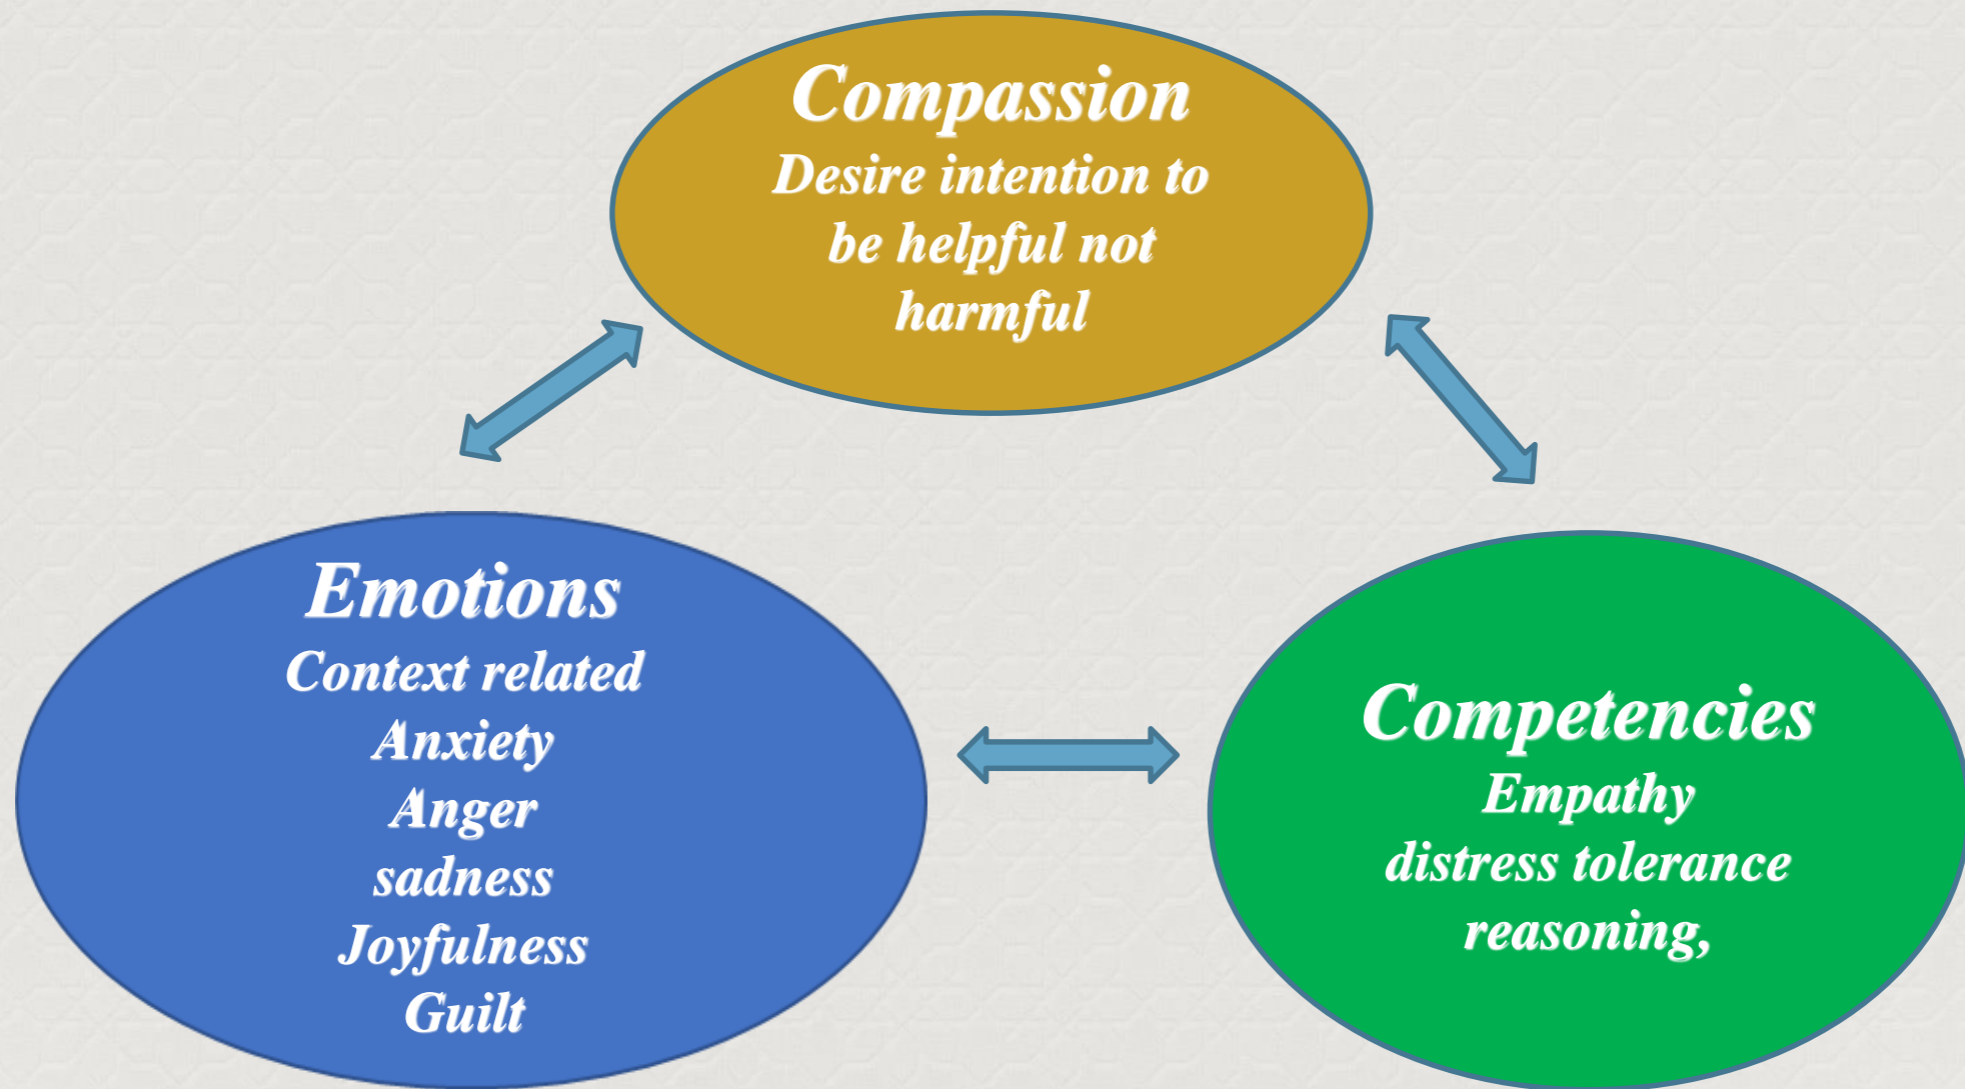 Compassion
Desire intention to
be helpful not
harmful
Emotions
Context related
Anxiety
Anger
sadness
Joyfulness
Guilt
Competencies
Empathy
distress tolerance
reasoning,